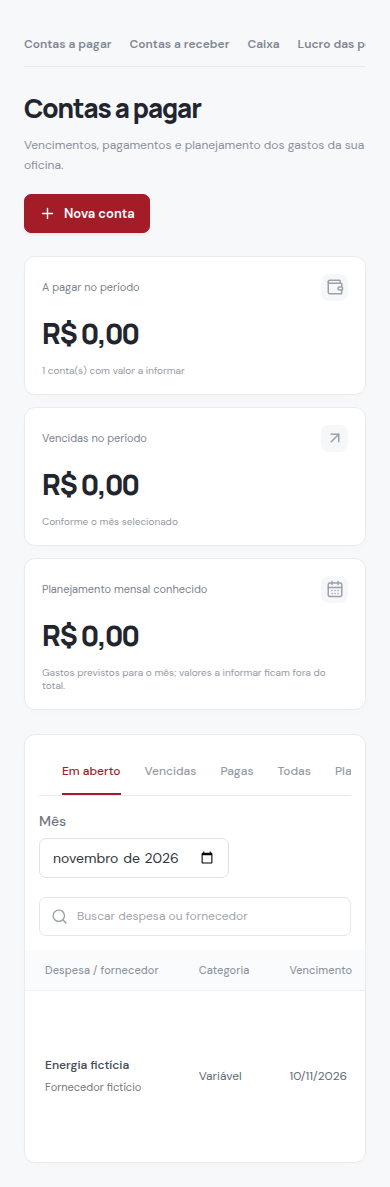 Contas a pagar Contas a receber Caixa Lucro das p
Contas a pagar
Vencimentos, pagamentos e planejamento dos gastos da sua
oficina.
Nova conta
A pagar no período
R$ 0,00
1 conta(s) com valor a informar
Vencidas no período
R$ 0,00
Conforme o mês selecionado
Planejamento mensal conhecido
R$ 0,00
Gastos previstos para o mês; valores a informar ficam fora do
total.
Em aberto Vencidas Pagas Todas Pla
Mês
novembro de 2026
Buscar despesa ou fornecedor
Despesa / fornecedor Categoria Vencimento
Energia fictícia
Fornecedor fictício
Variável
10/11/2026